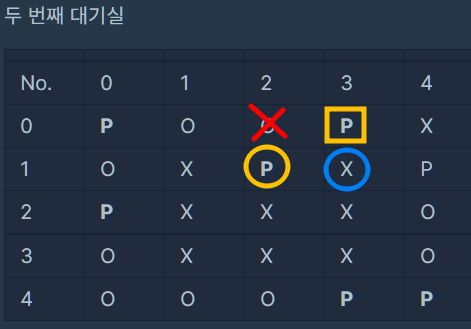 두 번째 대기실
No. 0 1 2 3 4
0 P O O P X
1 O X P X P
2 P X X X O
3 O X X X O
4 O O O P P